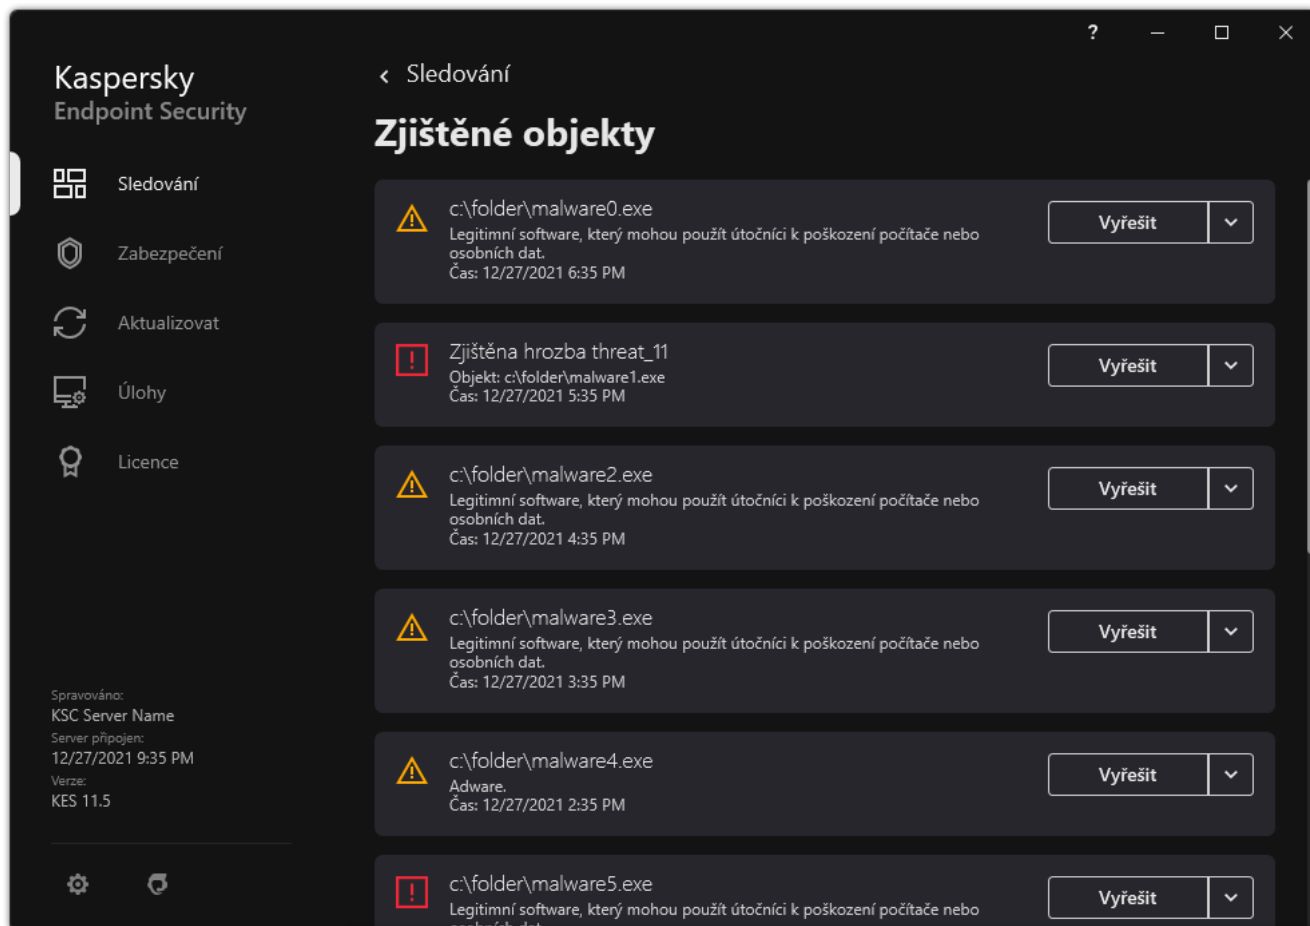 ?
Kaspersky
Endpoint Security
Sledování
Zabezpečení
Aktualizovat
Úlohy
Licence
Spravováno:
KSC Server Name
Server připojen:
12/27/2021 9:35 PM
Verze:
KES 11.5
Sledování
Zjištěné objekty
c:\folder\malware0.exe
Legitimní software, který mohou použít útočníci k poškození počítače nebo
osobních dat.
Čas: 12/27/2021 6:35 PM
Vyřešit
Zjištěna hrozba threat_11
Objekt: c:\folder\malware1.exe
Čas: 12/27/2021 5:35 PM
Vyřešit
c:\folder\malware2.exe
Legitimní software, který mohou použít útočníci k poškození počítače nebo
osobních dat.
Čas: 12/27/2021 4:35 PM
Vyřešit
c:\folder\malware3.exe
Legitimní software, který mohou použít útočníci k poškození počítače nebo
osobních dat.
Čas: 12/27/2021 3:35 PM
Vyřešit
c:\folder\malware4.exe
Adware.
Čas: 12/27/2021 2:35 PM
Vyřešit
c:\folder\malware5.exe
Legitimní software, který mohou použít útočníci k poškození počítače nebo
Vyřešit